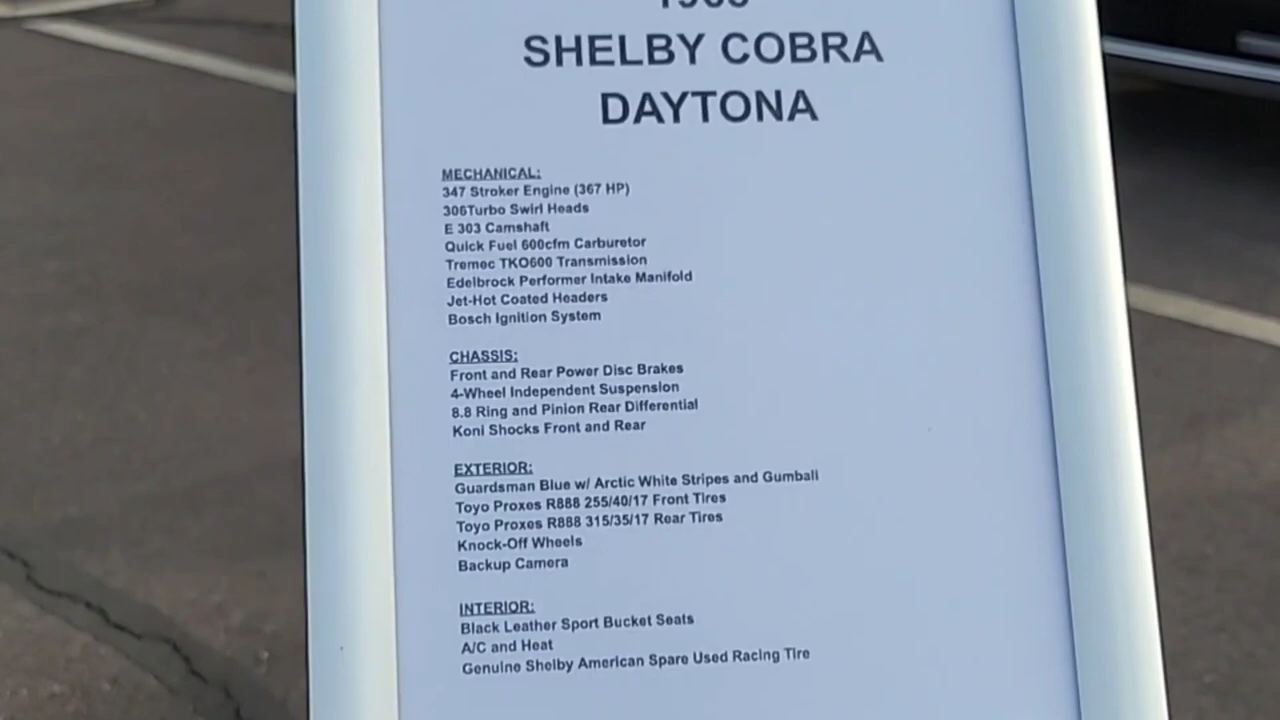 SHELBY COBRA
DAYTONA
MECHANICAL:
347 Stroker Engine (367 HP)
306Turbo Swirl Heads
E 303 Camshaft
Quick Fuel 600cfm Carburetor
Tremec TKO600 Transmission
Edelbrock Performer Intake Manifold
Jet-Hot Coated Headers
Bosch Ignition System
CHASSIS:
Front and Rear Power Disc Brakes
4-Wheel Independent Suspension
8.8 Ring and Pinion Rear Differential
Koni Shocks Front and Rear
EXTERIOR:
Guardsman Blue w/ Arctic White Stripes and Gumball
Toyo Proxes R888 255/40/17 Front Tires
Toyo Proxes R888 315/35/17 Rear Tires
Knock-Off Wheels
Backup Camera
INTERIOR:
Black Leather Sport Bucket Seats
A/C and Heat
Genuine Shelby American Spare Used Racing Tire